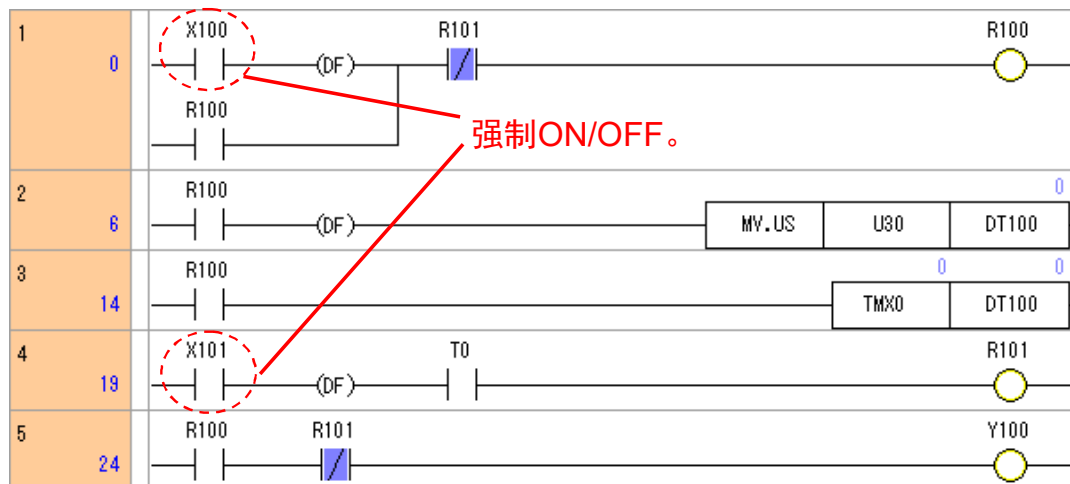 1
X100 R101 R100
0 (DF)
R100
强制ON/OFF。
2
R100 0
6 (DF) MV.US U30 DT100
3
R100 0 0
14 TMX0 DT100
4
X101 T0 R101
19 (DF)
5
R100 R101 Y100
24